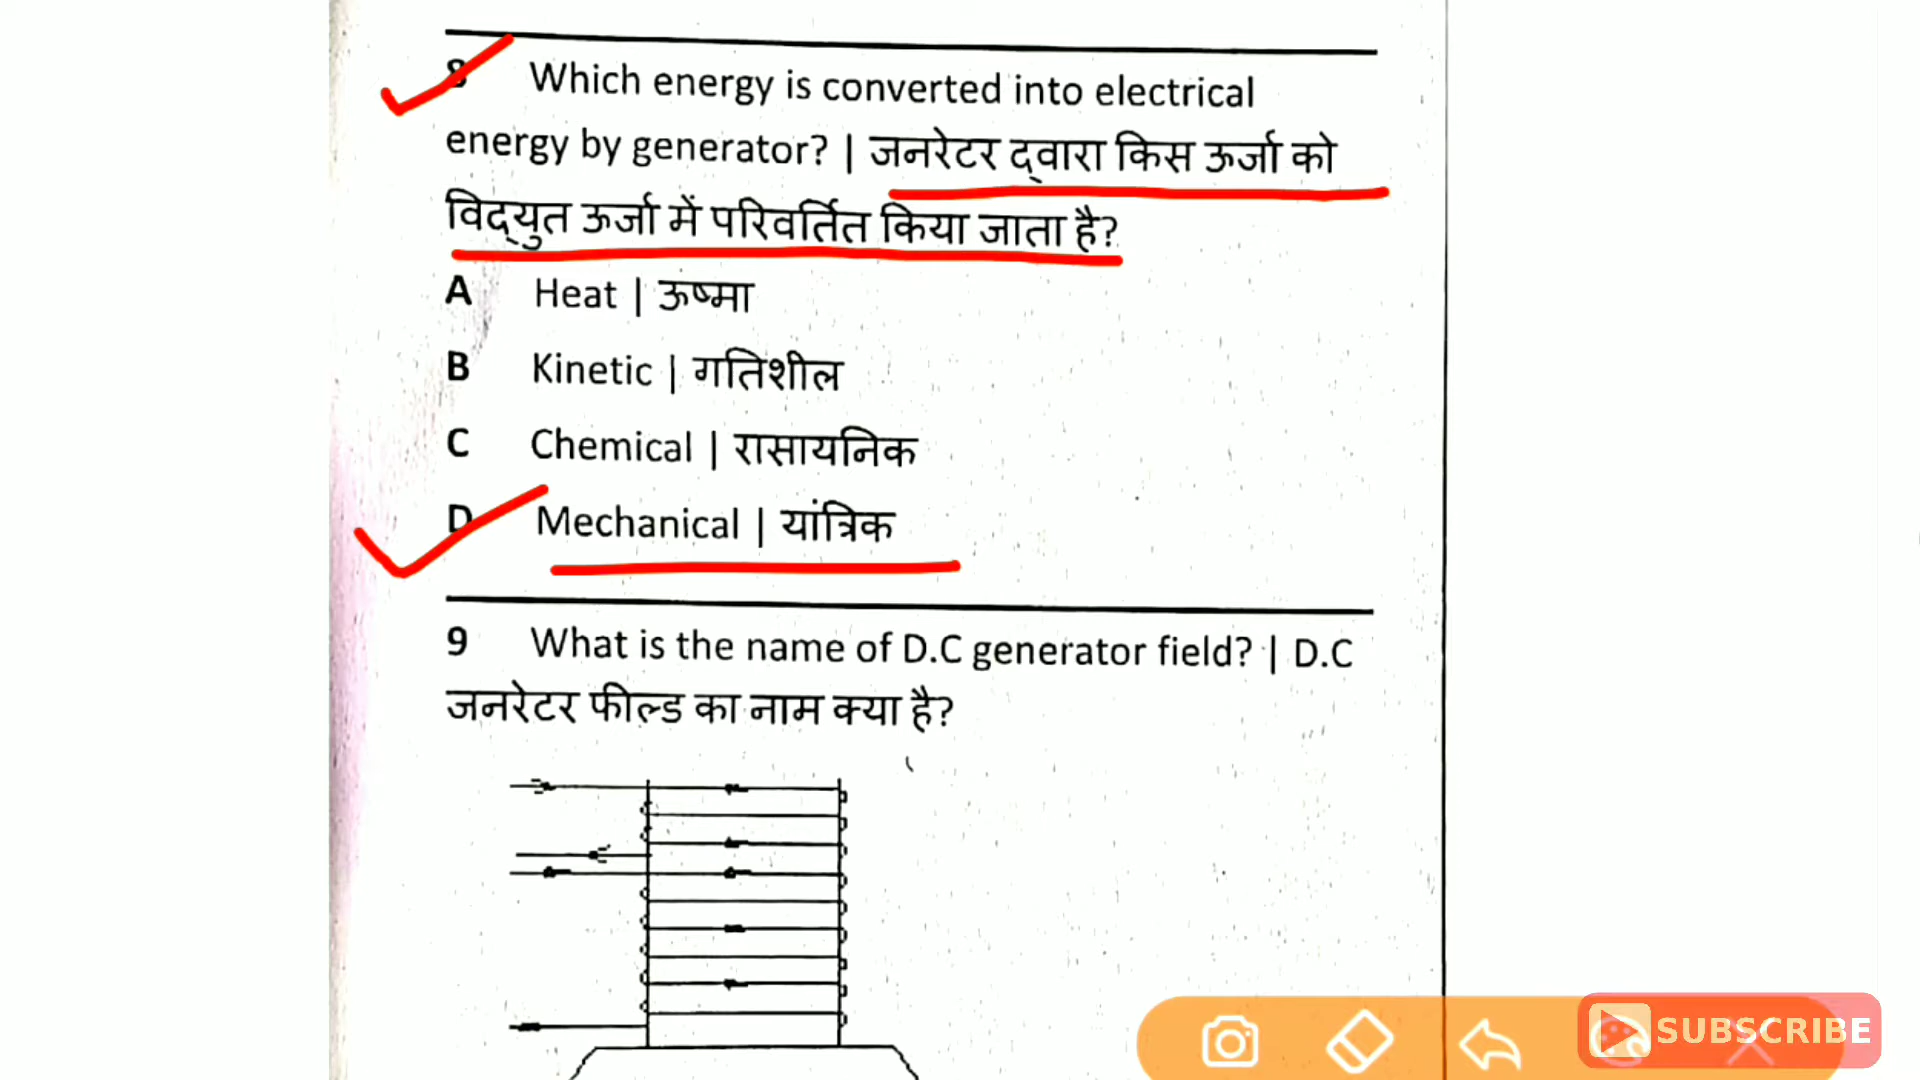 8 Which energy is converted into electrical
energy by generator? | जनरेटर द्वारा किस ऊर्जा को
विद्युत ऊर्जा में परिवर्तित किया जाता है?
A Heat | ऊष्मा
B Kinetic | गतिशील
C Chemical | रासायनिक
D Mechanical | यांत्रिक
9 What is the name of D.C generator field? | D.C
जनरेटर फील्ड का नाम क्या है?
SUBSCRIBE